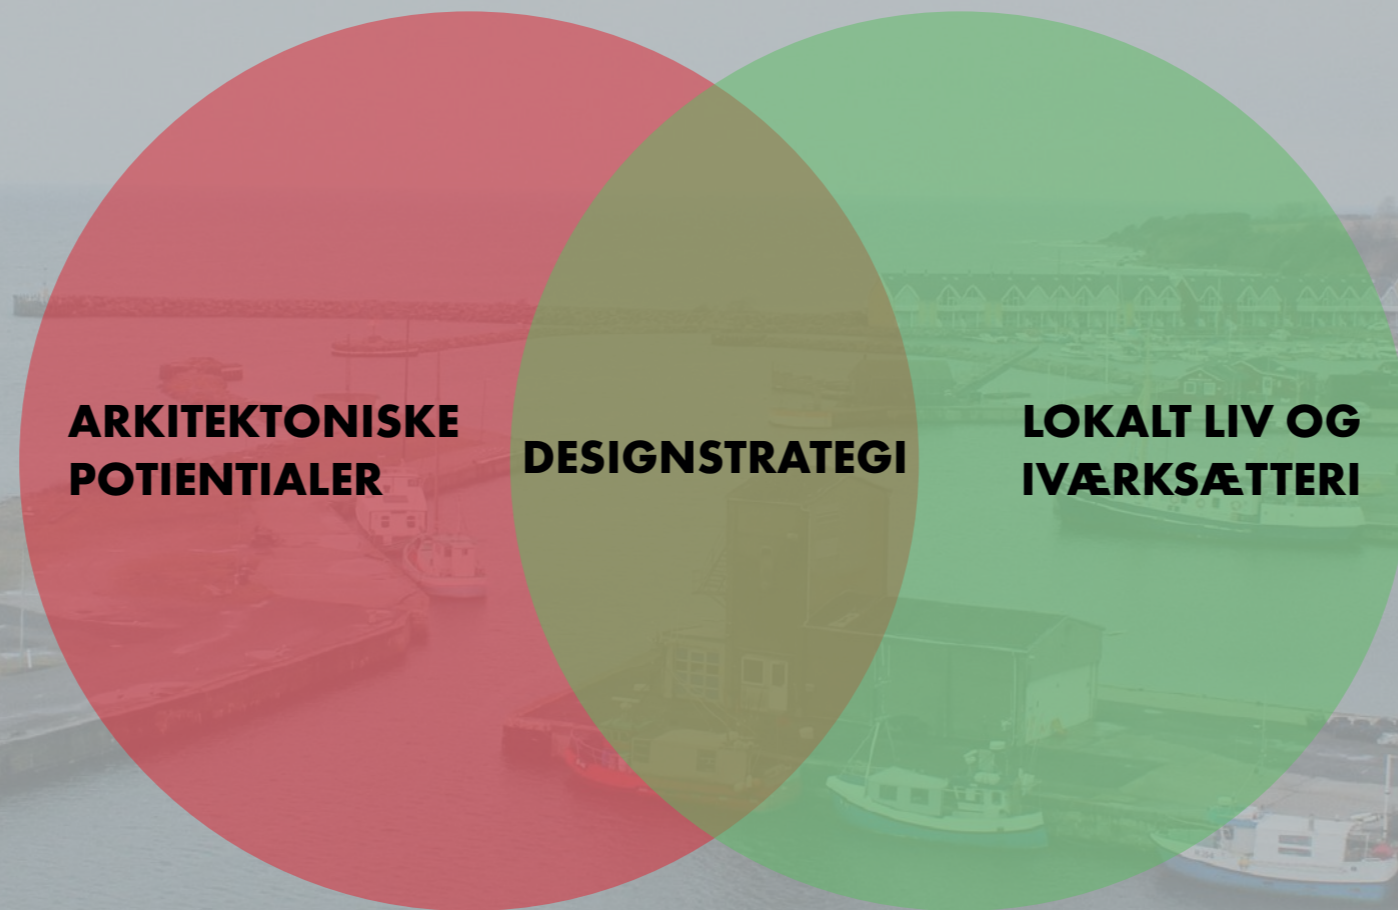 ARKITEKTONISKE
POTIENTIALER
DESIGNSTRATEGI
LOKALT LIV OG
IVÆRKSÆTTERI